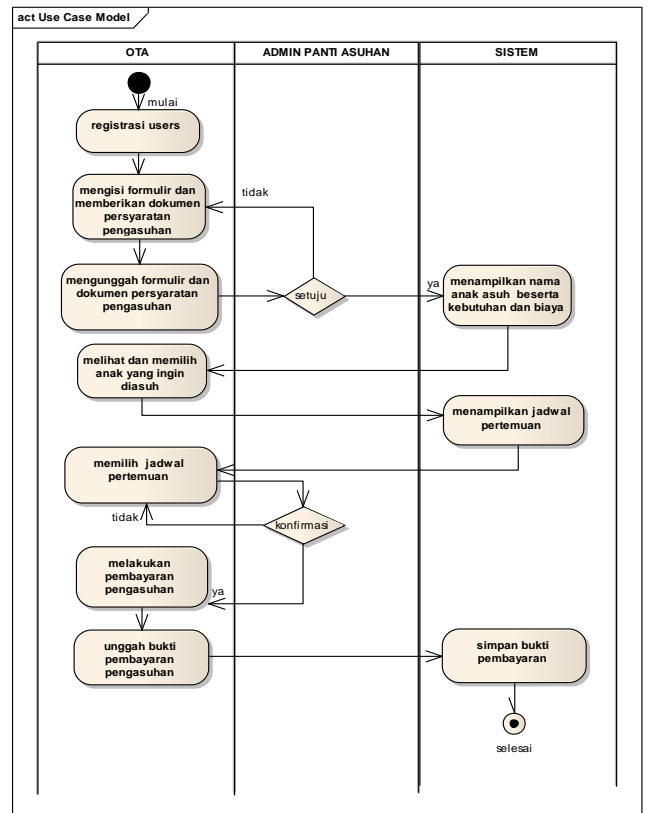 act Use Case Model
OTA
ADMIN PANTI ASUHAN
SISTEM
mulai
registrasi users
mengisi formulir dan
memberikan dokumen
persyaratan
pengasuhan
tidak
mengunggah formulir dan
dokumen persyaratan
pengasuhan
setuju
ya
menampilkan nama
anak asuh beserta
kebutuhan dan biaya
melihat dan memilih
anak yang ingin
diasuh
menampilkan jadwal
pertemuan
memilih jadwal
pertemuan
tidak
konfirmasi
melakukan
pembayaran
pengasuhan
ya
unggah bukti
pembayaran
pengasuhan
simpan bukti
pembayaran
selesai